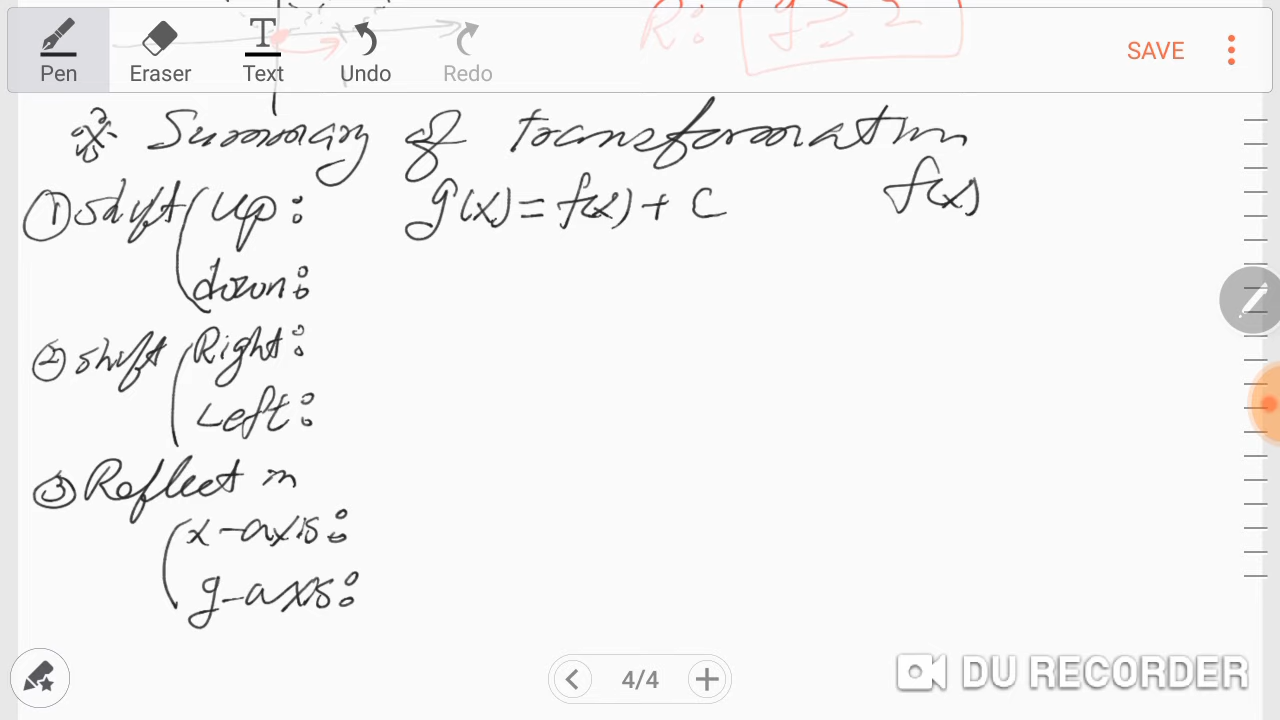 R: y ≥ 2
Pen Eraser Text Undo Redo SAVE
※ Summary of transformation
① Shift Up: g(x) = f(x) + C f(x)
down:
② Shift Right:
Left:
③ Reflect in
x-axis:
y-axis:
4/4
DU RECORDER